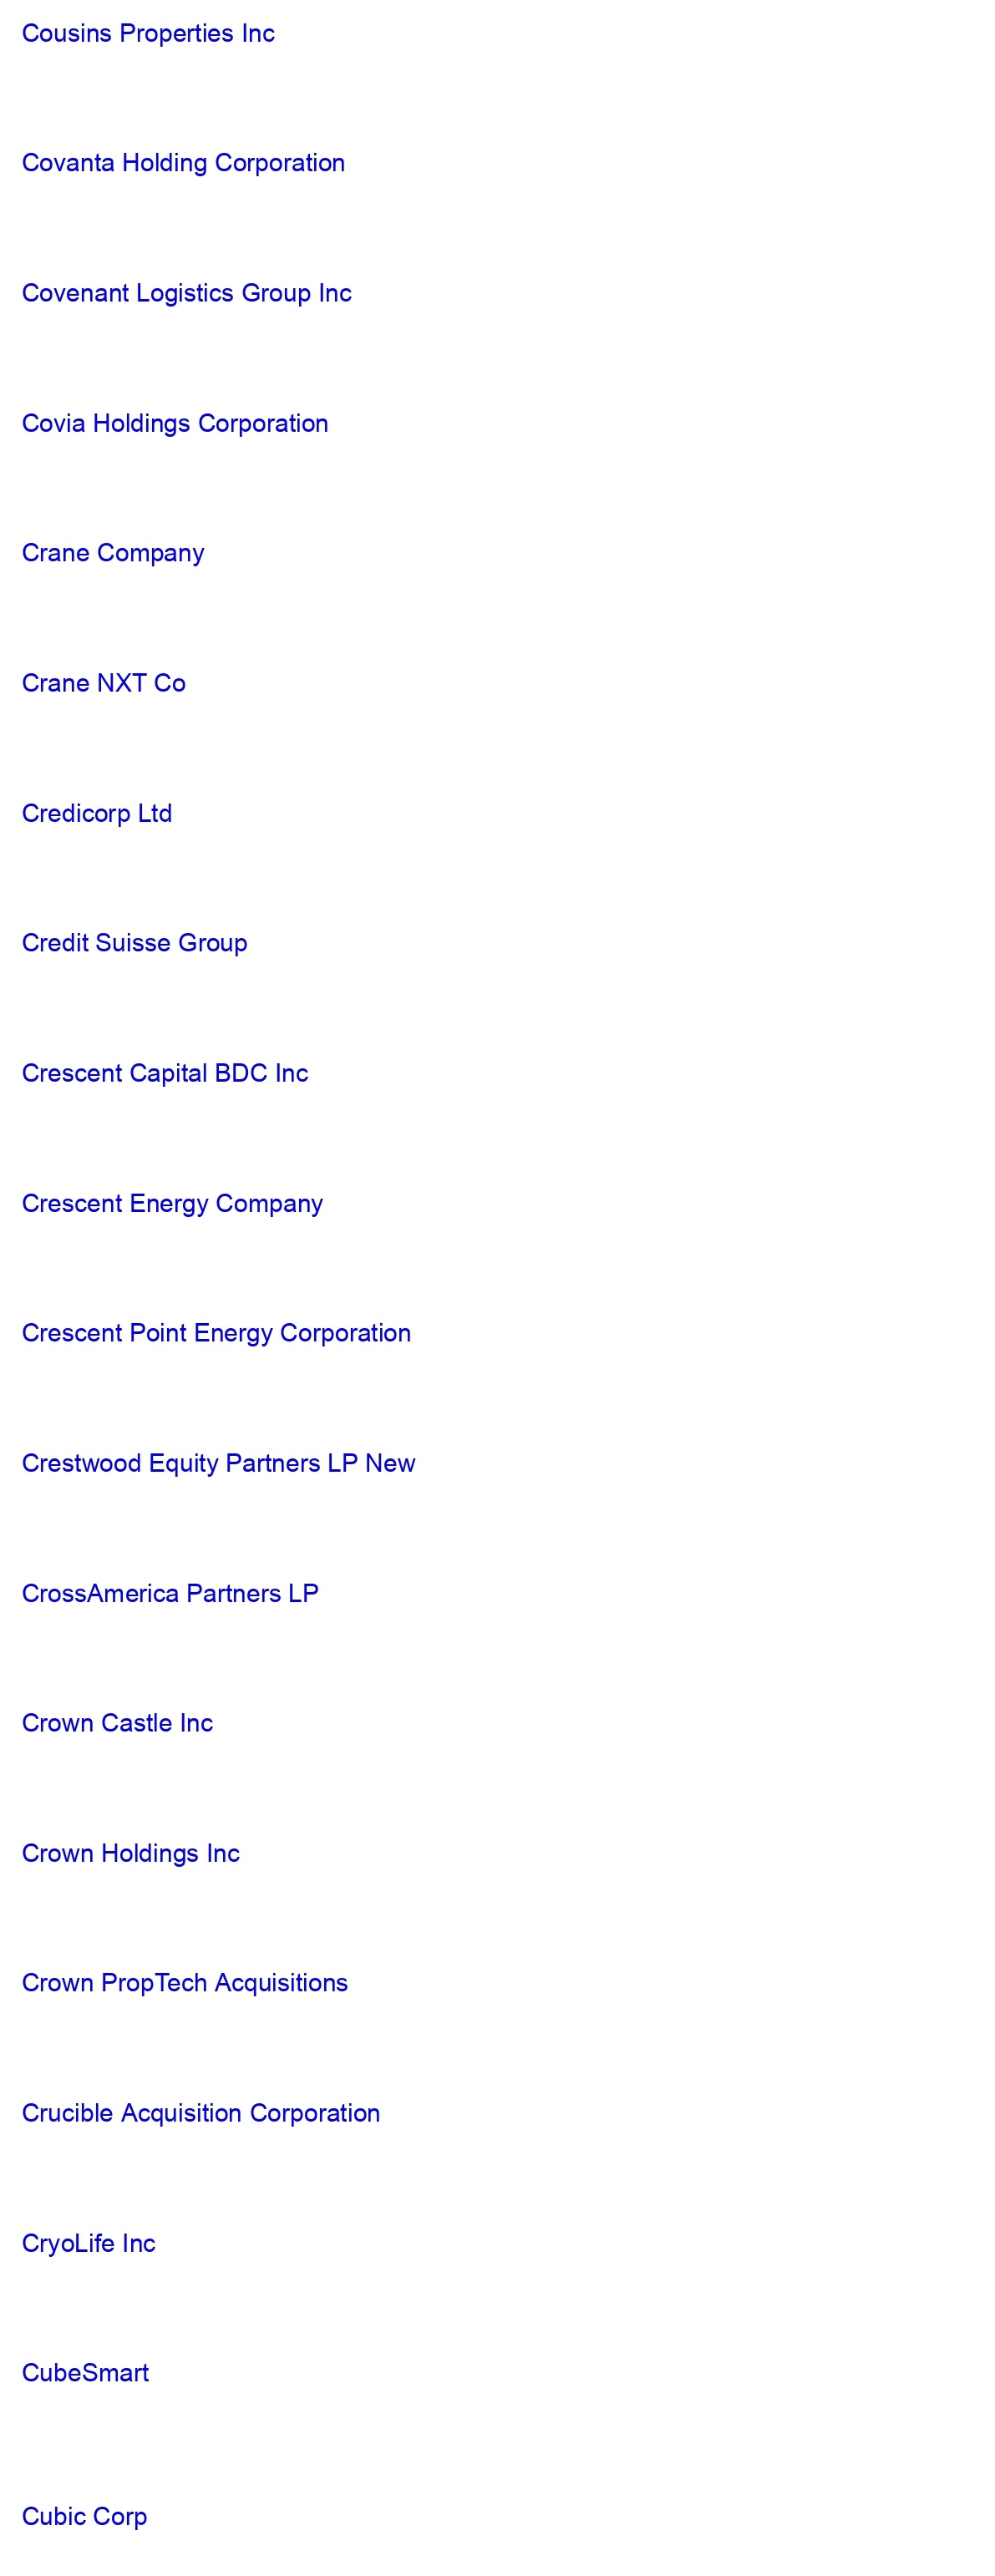 Cousins Properties Inc
Covanta Holding Corporation
Covenant Logistics Group Inc
Covia Holdings Corporation
Crane Company
Crane NXT Co
Credicorp Ltd
Credit Suisse Group
Crescent Capital BDC Inc
Crescent Energy Company
Crescent Point Energy Corporation
Crestwood Equity Partners LP New
CrossAmerica Partners LP
Crown Castle Inc
Crown Holdings Inc
Crown PropTech Acquisitions
Crucible Acquisition Corporation
CryoLife Inc
CubeSmart
Cubic Corp